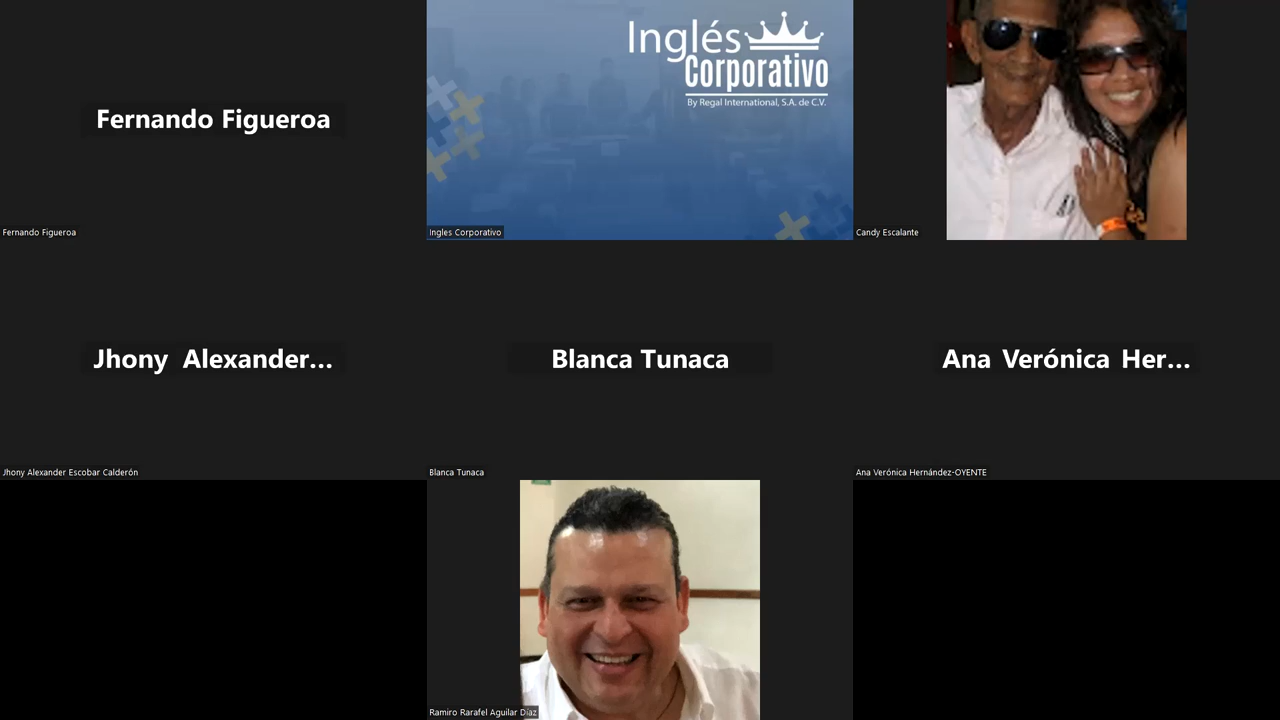 Fernando Figueroa
Fernando Figueroa
Inglés
Corporativo
By Regal International, S.A. de C.V.
Ingles Corporativo
Candy Escalante
Jhony Alexander...
Jhony Alexander Escobar Calderón
Blanca Tunaca
Blanca Tunaca
Ana Verónica Her...
Ana Verónica Hernández-OYENTE
Ramiro Rarafel Aguilar Díaz